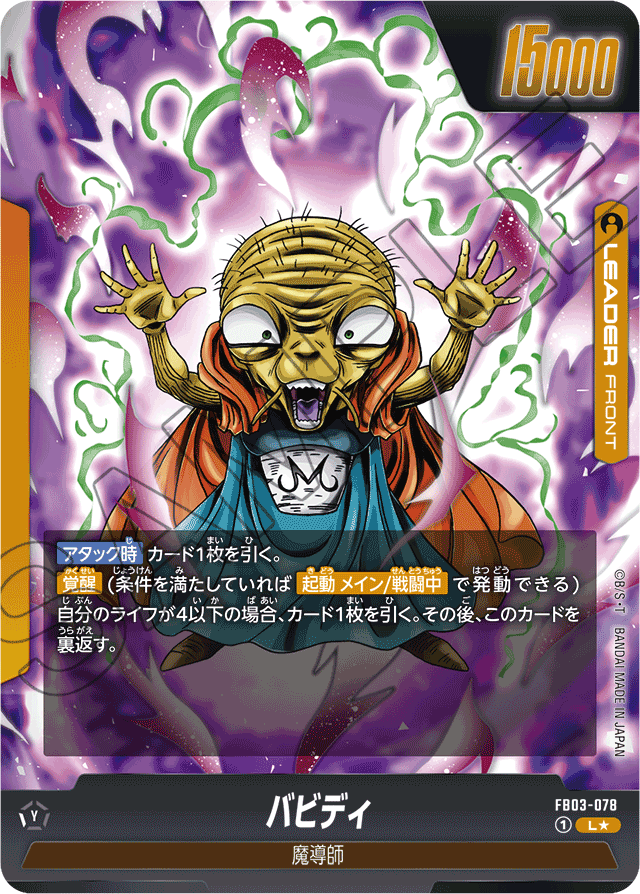 15000
LEADER FRONT
SAMPLE
アタック時 カード1枚を引く。
覚醒 (条件を満たしていれば 起動メイン/戦闘中 で発動できる)
自分のライフが4以下の場合、カード1枚を引く。その後、このカードを
裏返す。
©B/S・T BANDAI MADE IN JAPAN
バビディ
FB03-078
Y
1 L★
魔導師